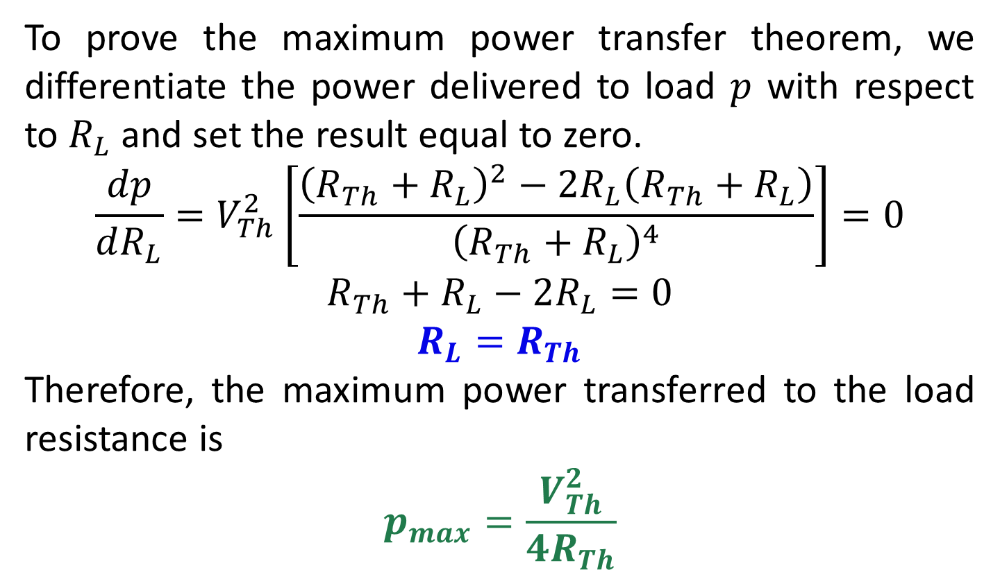 To prove the maximum power transfer theorem, we
differentiate the power delivered to load p with respect
to R_L and set the result equal to zero.
\frac{dp}{dR_L} = V_{Th}^2 \left[ \frac{(R_{Th} + R_L)^2 - 2R_L(R_{Th} + R_L)}{(R_{Th} + R_L)^4} \right] = 0
R_{Th} + R_L - 2R_L = 0
R_L = R_{Th}
Therefore, the maximum power transferred to the load
resistance is
p_{max} = \frac{V_{Th}^2}{4R_{Th}}